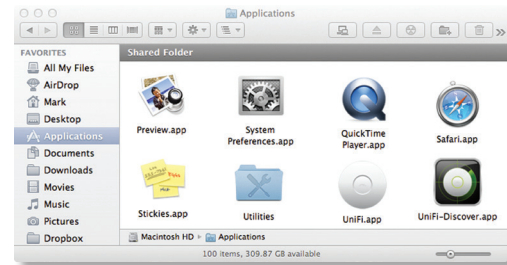 Applications
FAVORITES
All My Files
AirDrop
Mark
Desktop
Applications
Documents
Downloads
Movies
Music
Pictures
Dropbox
Shared Folder
Preview.app
System
Preferences.app
QuickTime
Player.app
Safari.app
Stickies.app
Utilities
UniFi.app
UniFi-Discover.app
Macintosh HD ▸ Applications
100 items, 309.87 GB available